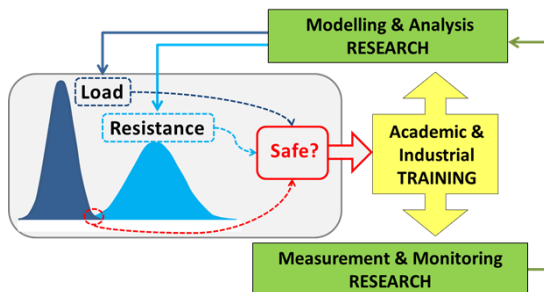 Modelling & Analysis
RESEARCH
Load
Resistance
Safe?
Academic &
Industrial
TRAINING
Measurement & Monitoring
RESEARCH